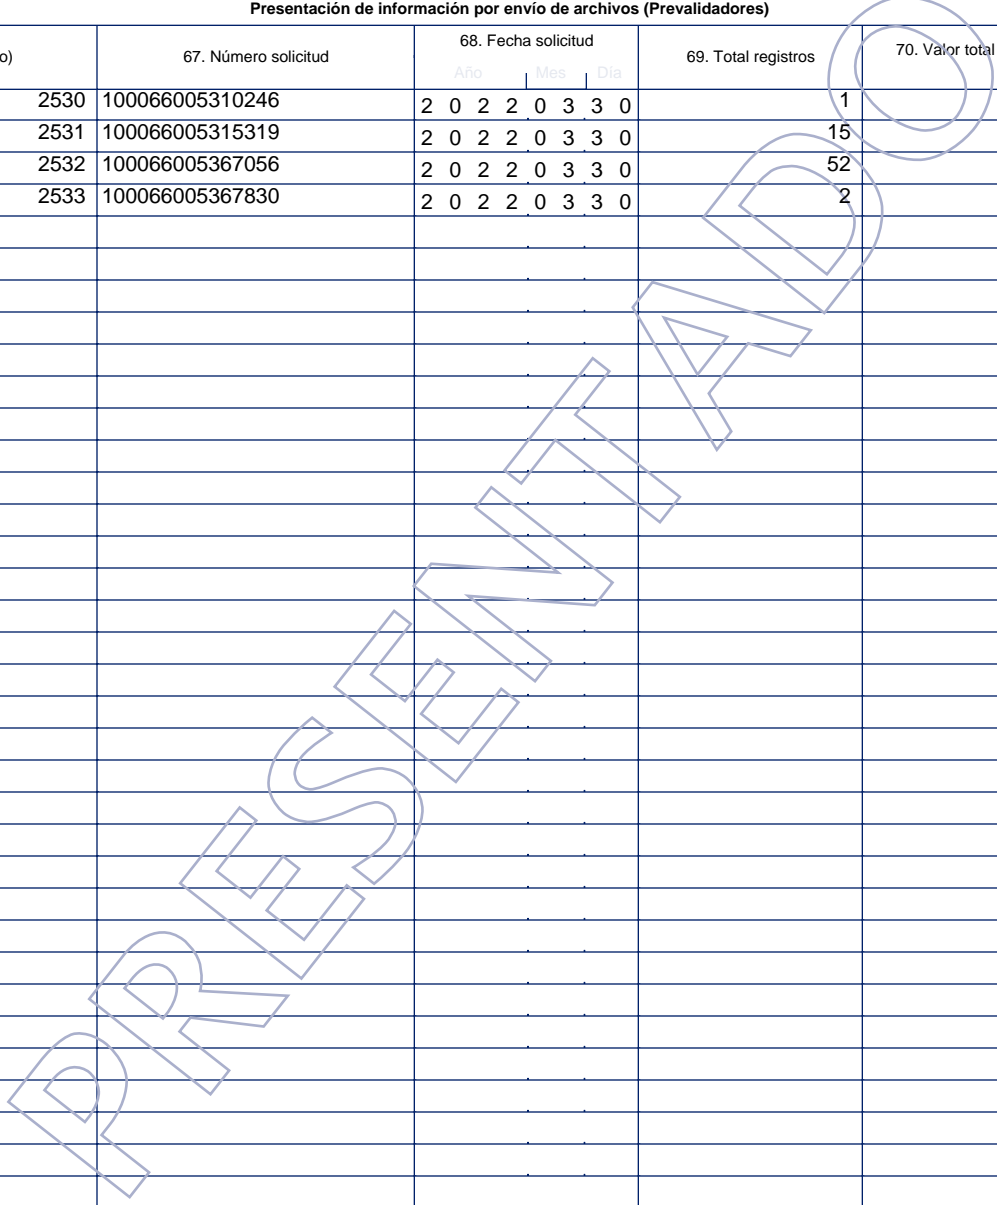 Presentación de información por envío de archivos (Prevalidadores)
o) 67. Número solicitud 68. Fecha solicitud 69. Total registros 70. Valor total
Año Mes Día
2530 100066005310246 2 0 2 2 0 3 3 0 1
2531 100066005315319 2 0 2 2 0 3 3 0 15
2532 100066005367056 2 0 2 2 0 3 3 0 52
2533 100066005367830 2 0 2 2 0 3 3 0 2
PRESENTADO